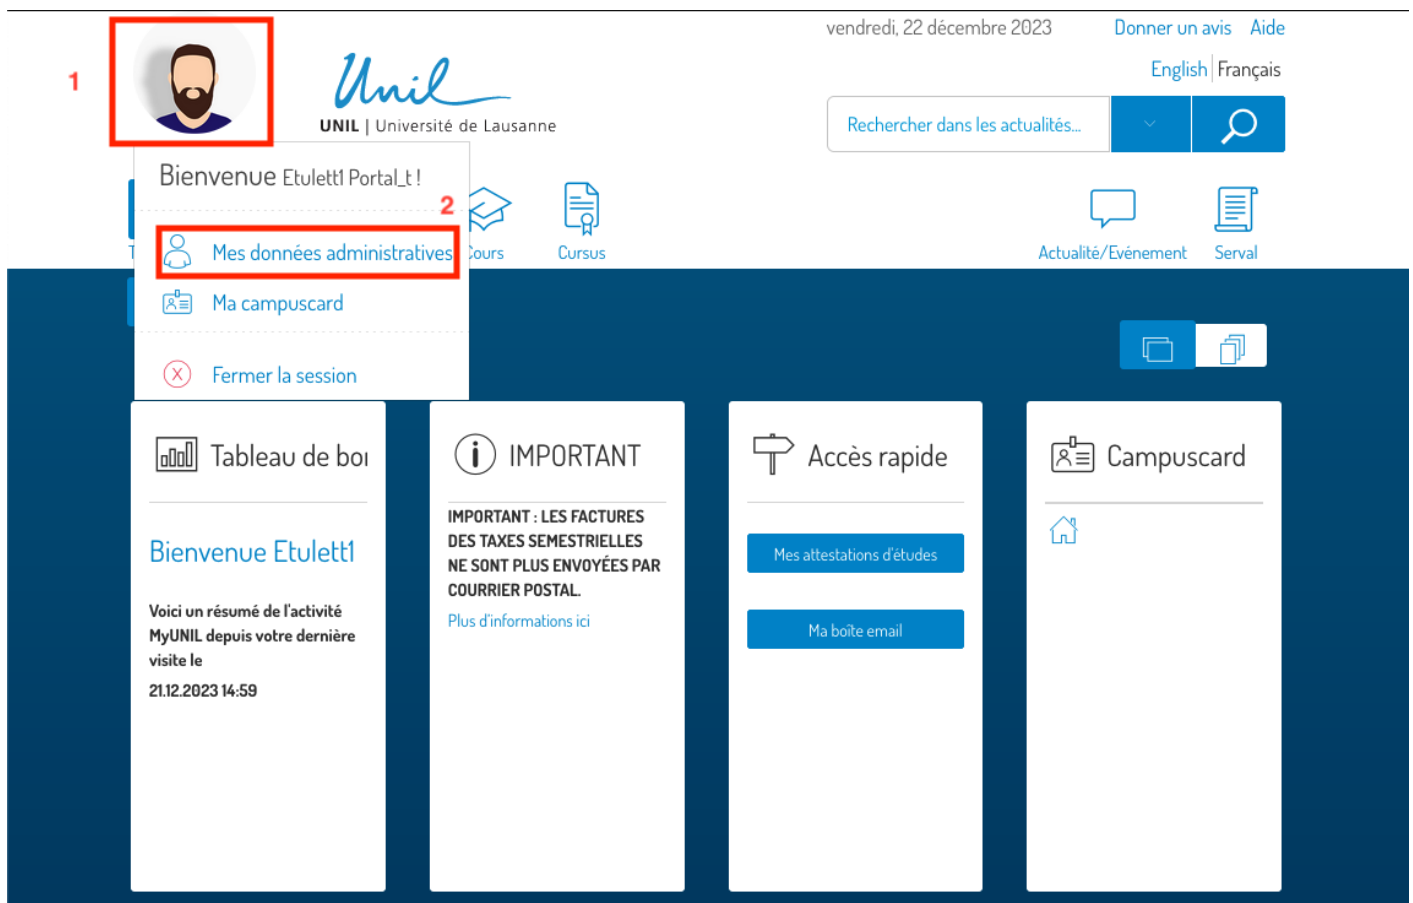 vendredi, 22 décembre 2023
Donner un avis
Aide
1
English
Français
Unil
UNIL | Université de Lausanne
Rechercher dans les actualités...
Bienvenue Etulett1 Portal_t !
2
Mes données administratives
Cours
Cursus
Actualité/Evénement
Serval
Ma campuscard
Fermer la session
Tableau de
IMPORTANT
Accès rapide
Campuscard
Bienvenue Etulett1
Voici un résumé de l'activité
MyUNIL depuis votre dernière
visite le
21.12.2023 14:59
IMPORTANT : LES FACTURES
DES TAXES SEMESTRIELLES
NE SONT PLUS ENVOYÉES PAR
COURRIER POSTAL.
Plus d'informations ici
Mes attestations d'études
Ma boîte email